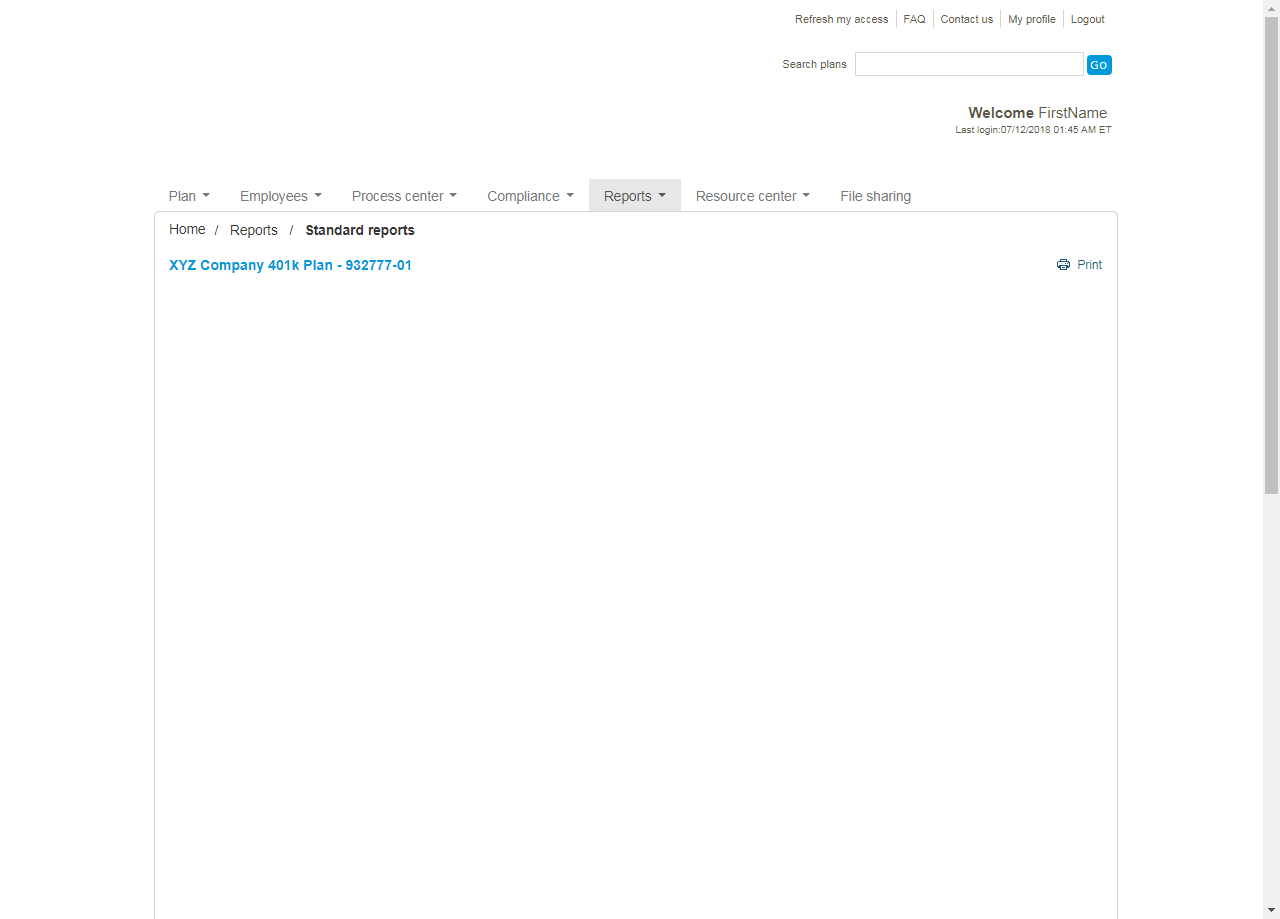 Refresh my access FAQ Contact us My profile Logout
Search plans Go
Welcome FirstName
Last login:07/12/2018 01:45 AM ET
Plan Employees Process center Compliance Reports Resource center File sharing
Home / Reports / Standard reports
XYZ Company 401k Plan - 932777-01 Print